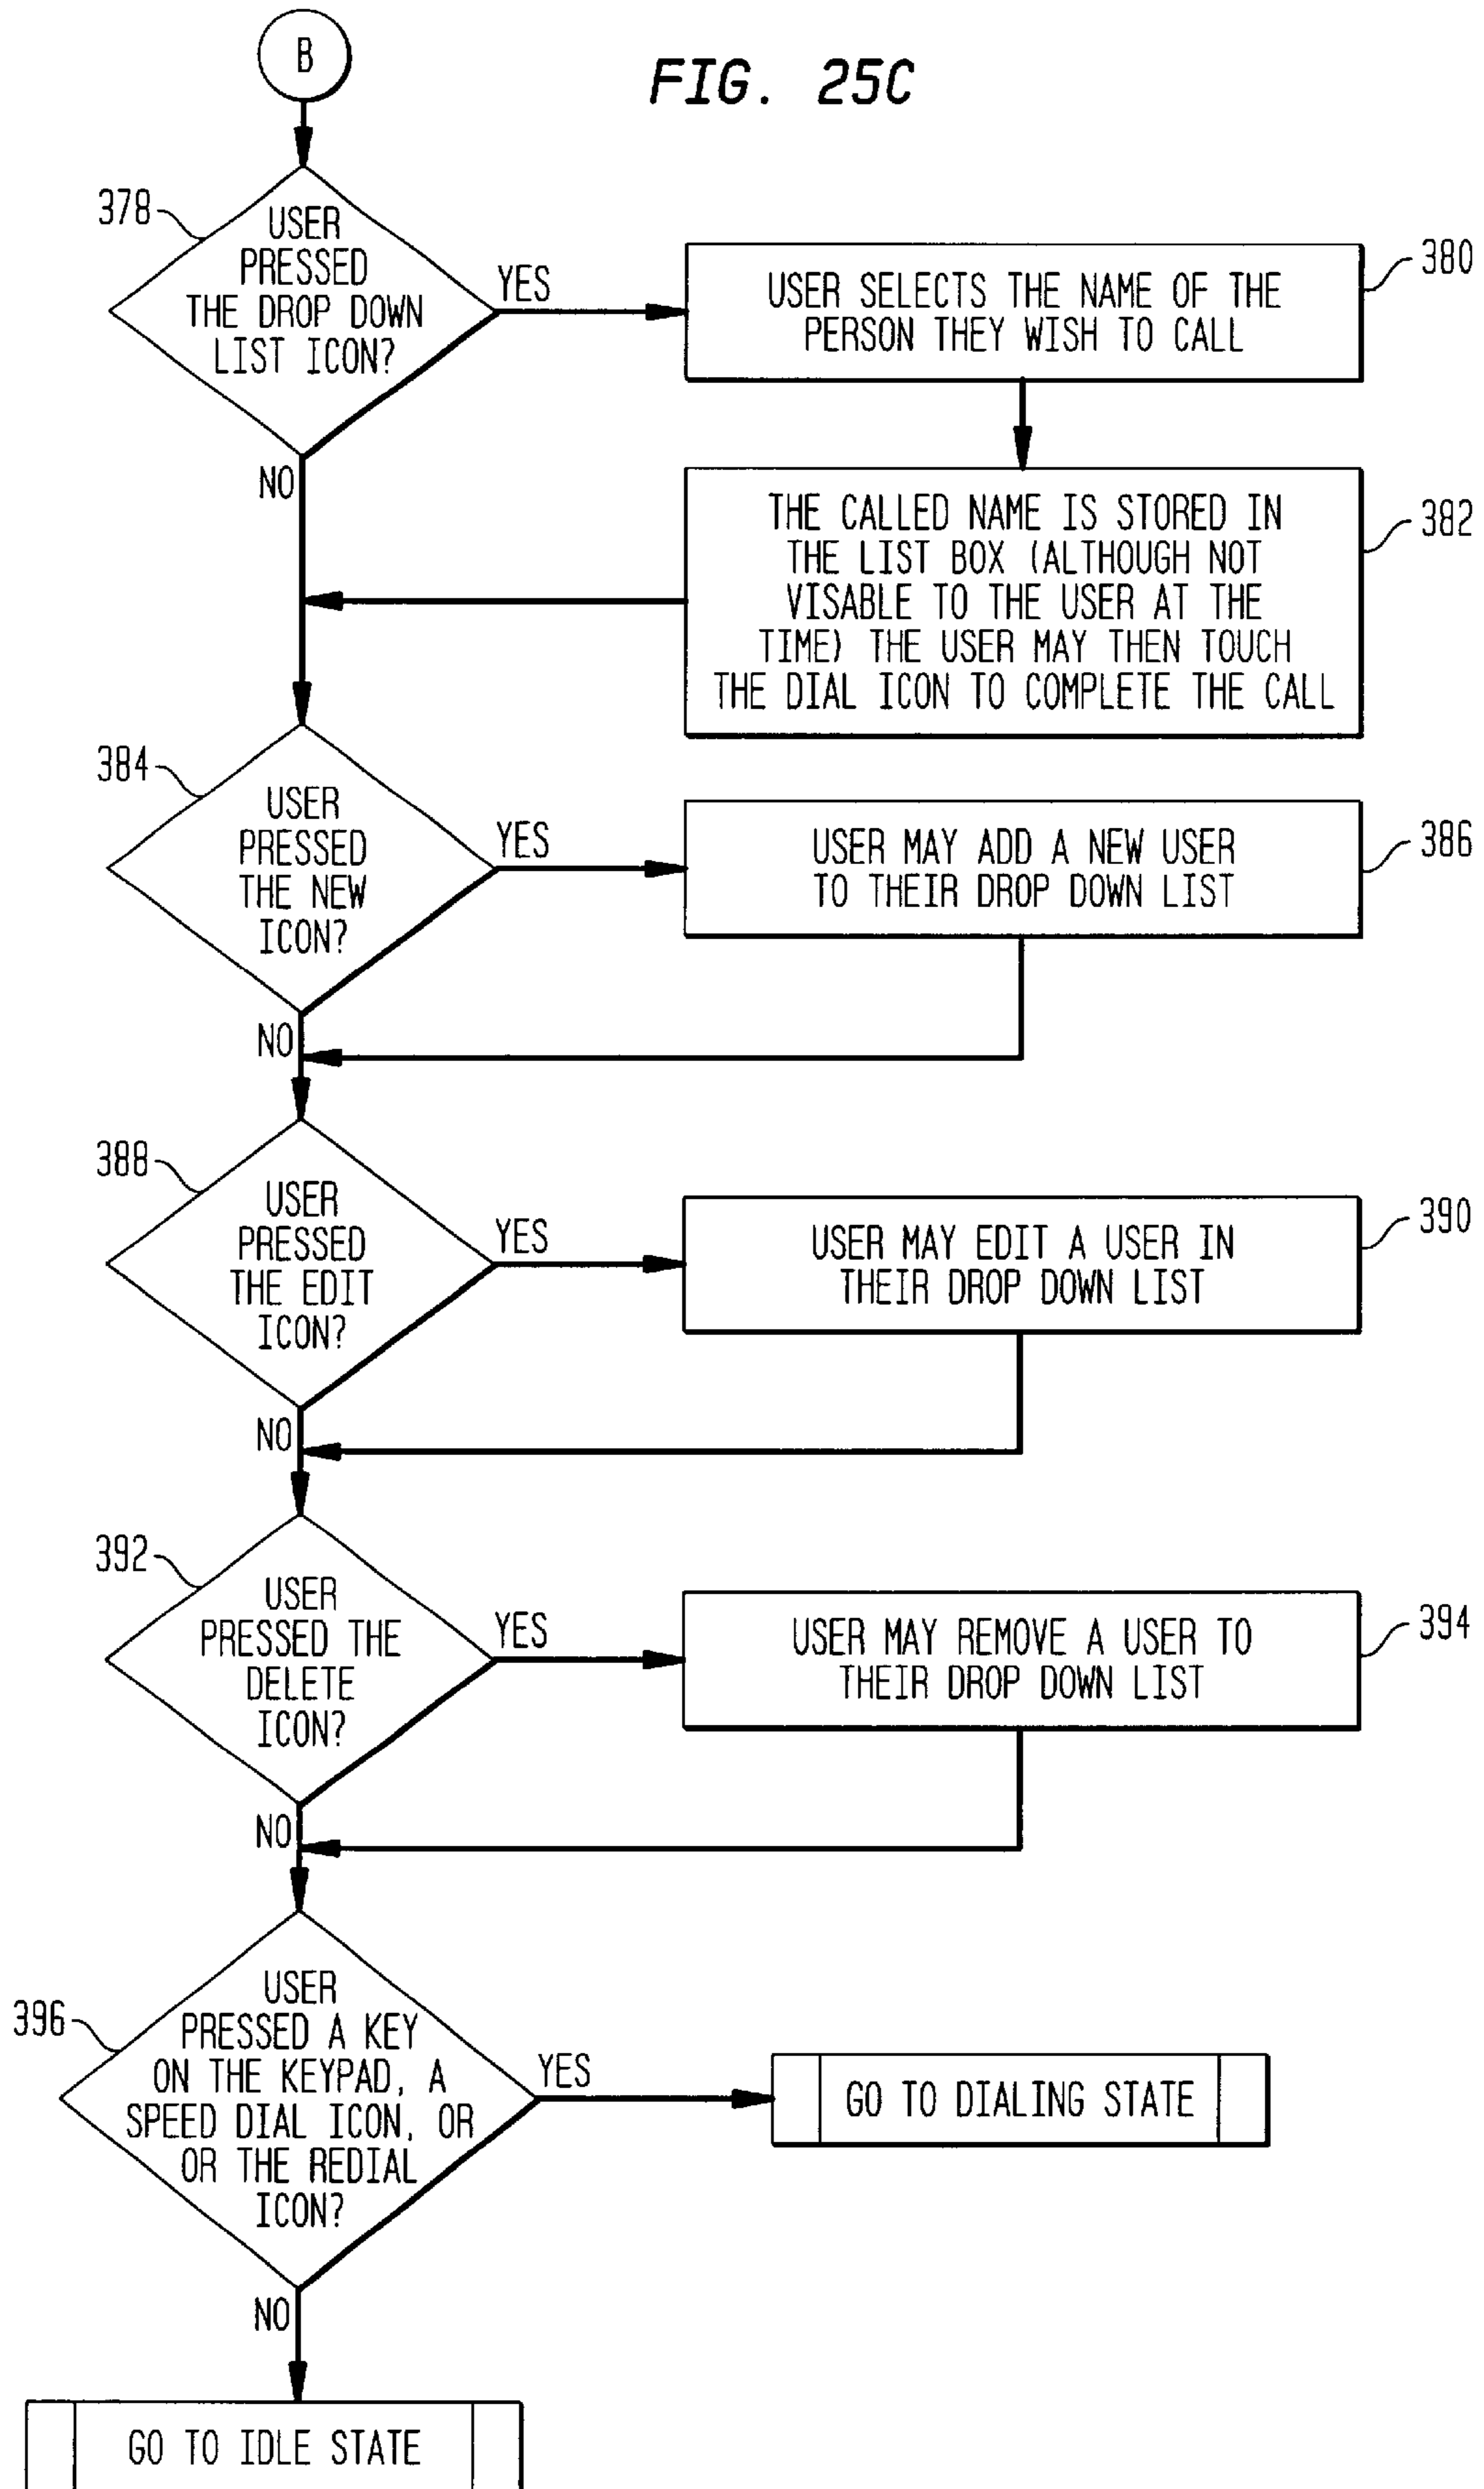 B
FIG. 25C
378
USER
PRESSED
THE DROP DOWN
LIST ICON?
YES
NO
380
USER SELECTS THE NAME OF THE
PERSON THEY WISH TO CALL
382
THE CALLED NAME IS STORED IN
THE LIST BOX (ALTHOUGH NOT
VISABLE TO THE USER AT THE
TIME) THE USER MAY THEN TOUCH
THE DIAL ICON TO COMPLETE THE CALL
384
USER
PRESSED
THE NEW
ICON?
YES
NO
386
USER MAY ADD A NEW USER
TO THEIR DROP DOWN LIST
388
USER
PRESSED
THE EDIT
ICON?
YES
NO
390
USER MAY EDIT A USER IN
THEIR DROP DOWN LIST
392
USER
PRESSED THE
DELETE
ICON?
YES
NO
394
USER MAY REMOVE A USER TO
THEIR DROP DOWN LIST
396
USER
PRESSED A KEY
ON THE KEYPAD, A
SPEED DIAL ICON, OR
OR THE REDIAL
ICON?
YES
NO
GO TO DIALING STATE
GO TO IDLE STATE